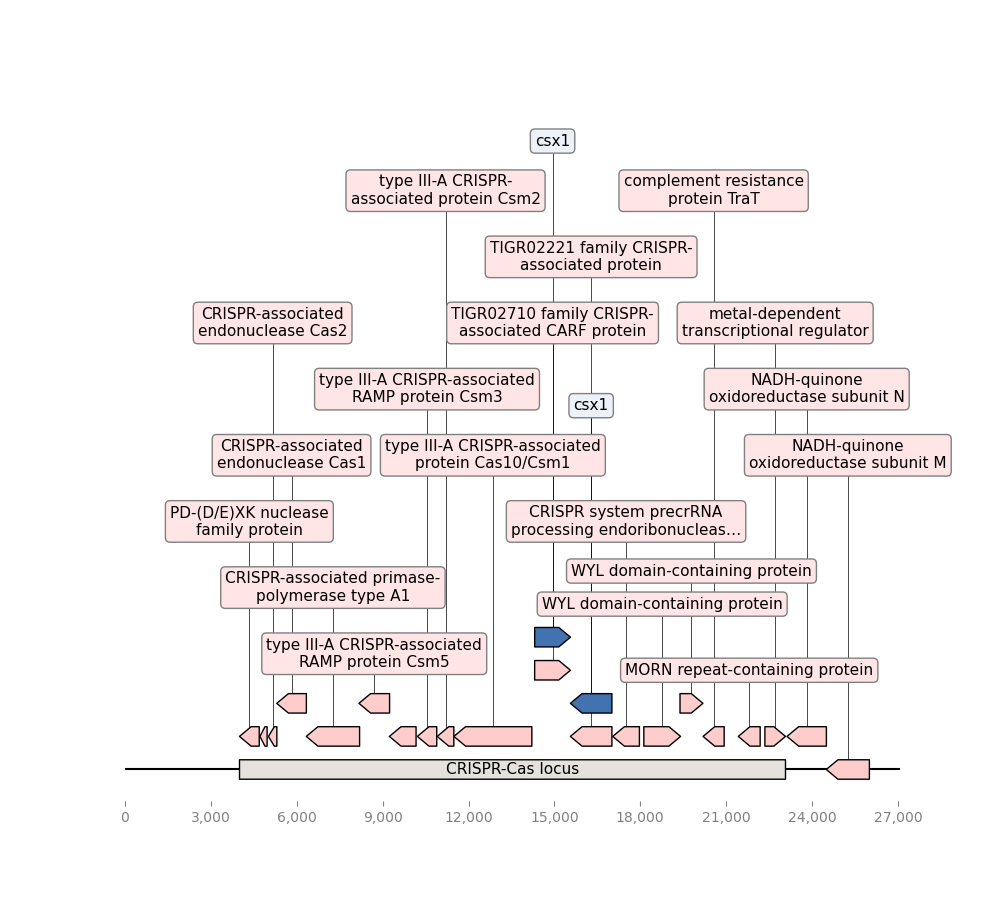 csx1
type III-A CRISPR-
associated protein Csm2
complement resistance
protein TraT
TIGR02221 family CRISPR-
associated protein
CRISPR-associated
endonuclease Cas2
TIGR02710 family CRISPR-
associated CARF protein
metal-dependent
transcriptional regulator
type III-A CRISPR-associated
RAMP protein Csm3
csx1
NADH-quinone
oxidoreductase subunit N
CRISPR-associated
endonuclease Cas1
type III-A CRISPR-associated
protein Cas10/Csm1
NADH-quinone
oxidoreductase subunit M
PD-(D/E)XK nuclease
family protein
CRISPR system precrRNA
processing endoribonucleas...
WYL domain-containing protein
CRISPR-associated primase-
polymerase type A1
WYL domain-containing protein
type III-A CRISPR-associated
RAMP protein Csm5
MORN repeat-containing protein
CRISPR-Cas locus
0 3,000 6,000 9,000 12,000 15,000 18,000 21,000 24,000 27,000